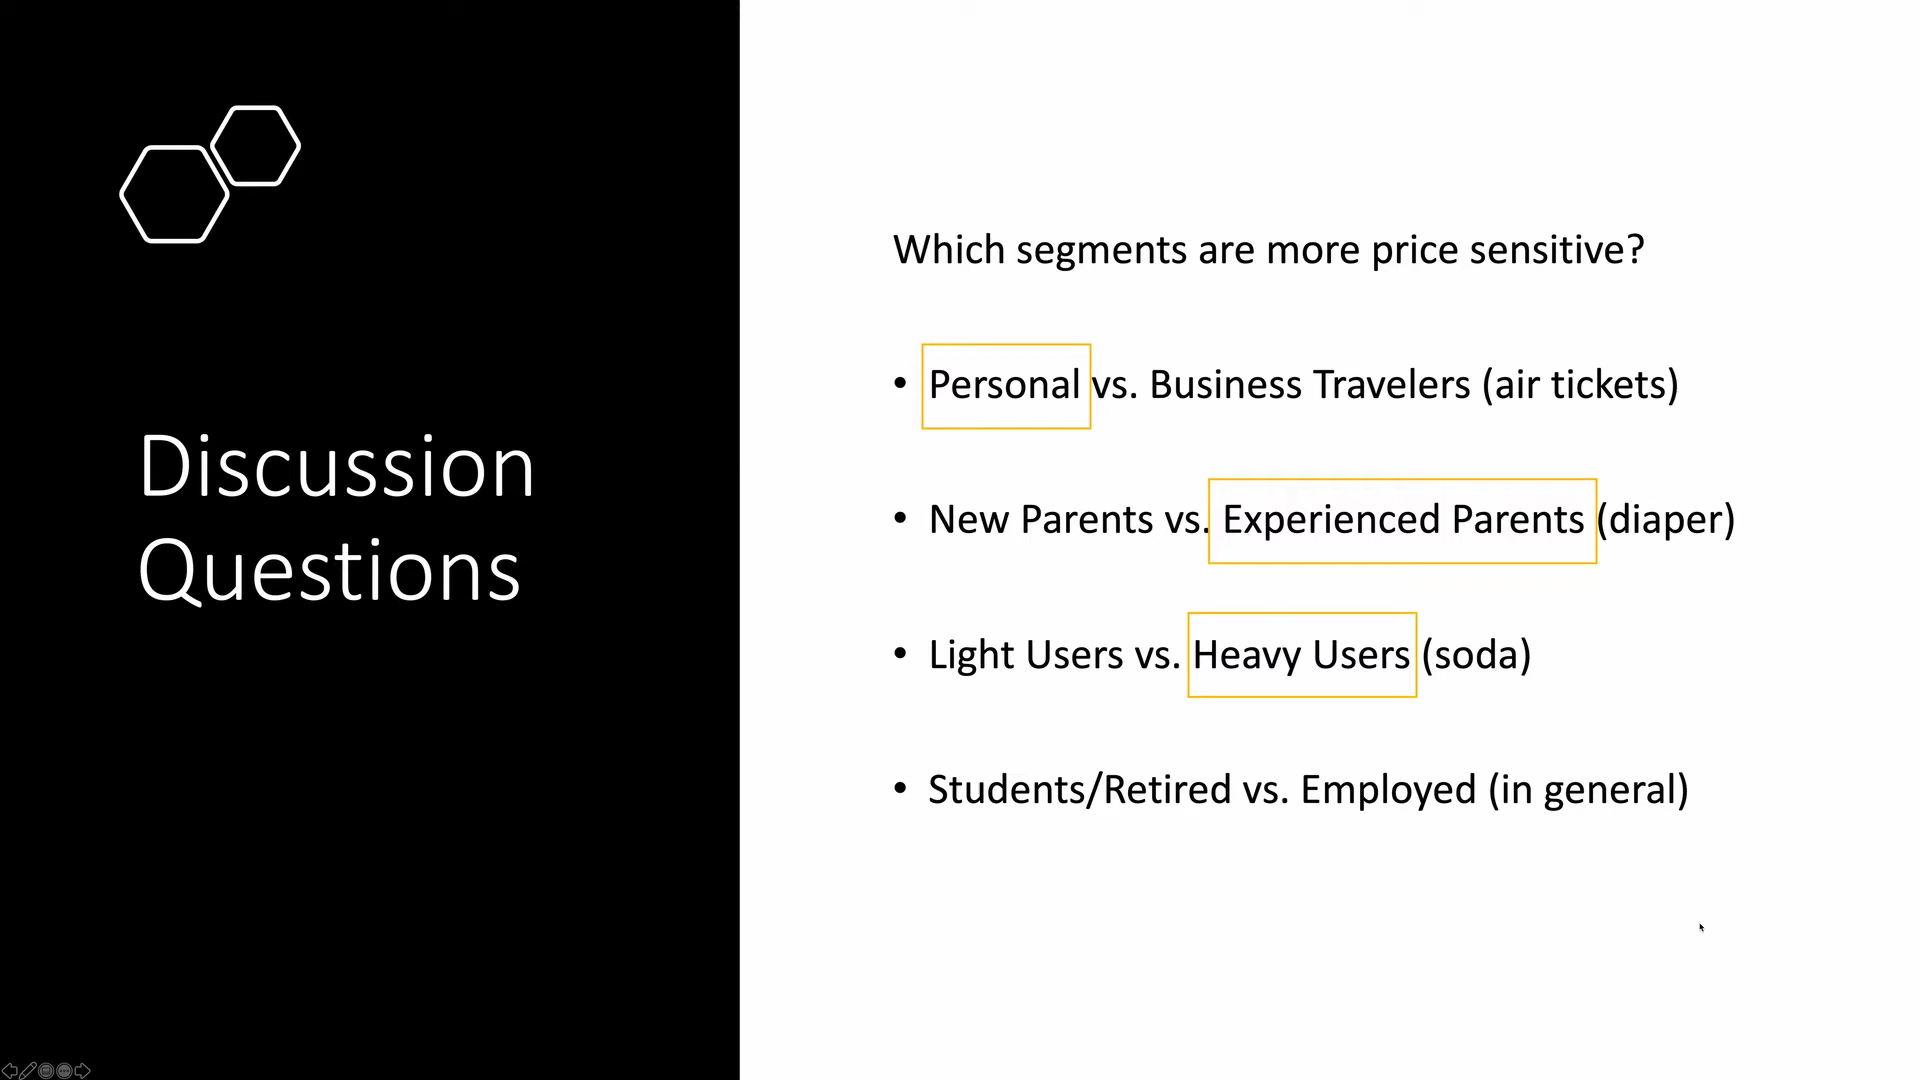 Discussion
Questions
Which segments are more price sensitive?
• Personal vs. Business Travelers (air tickets)
• New Parents vs. Experienced Parents (diaper)
• Light Users vs. Heavy Users (soda)
• Students/Retired vs. Employed (in general)